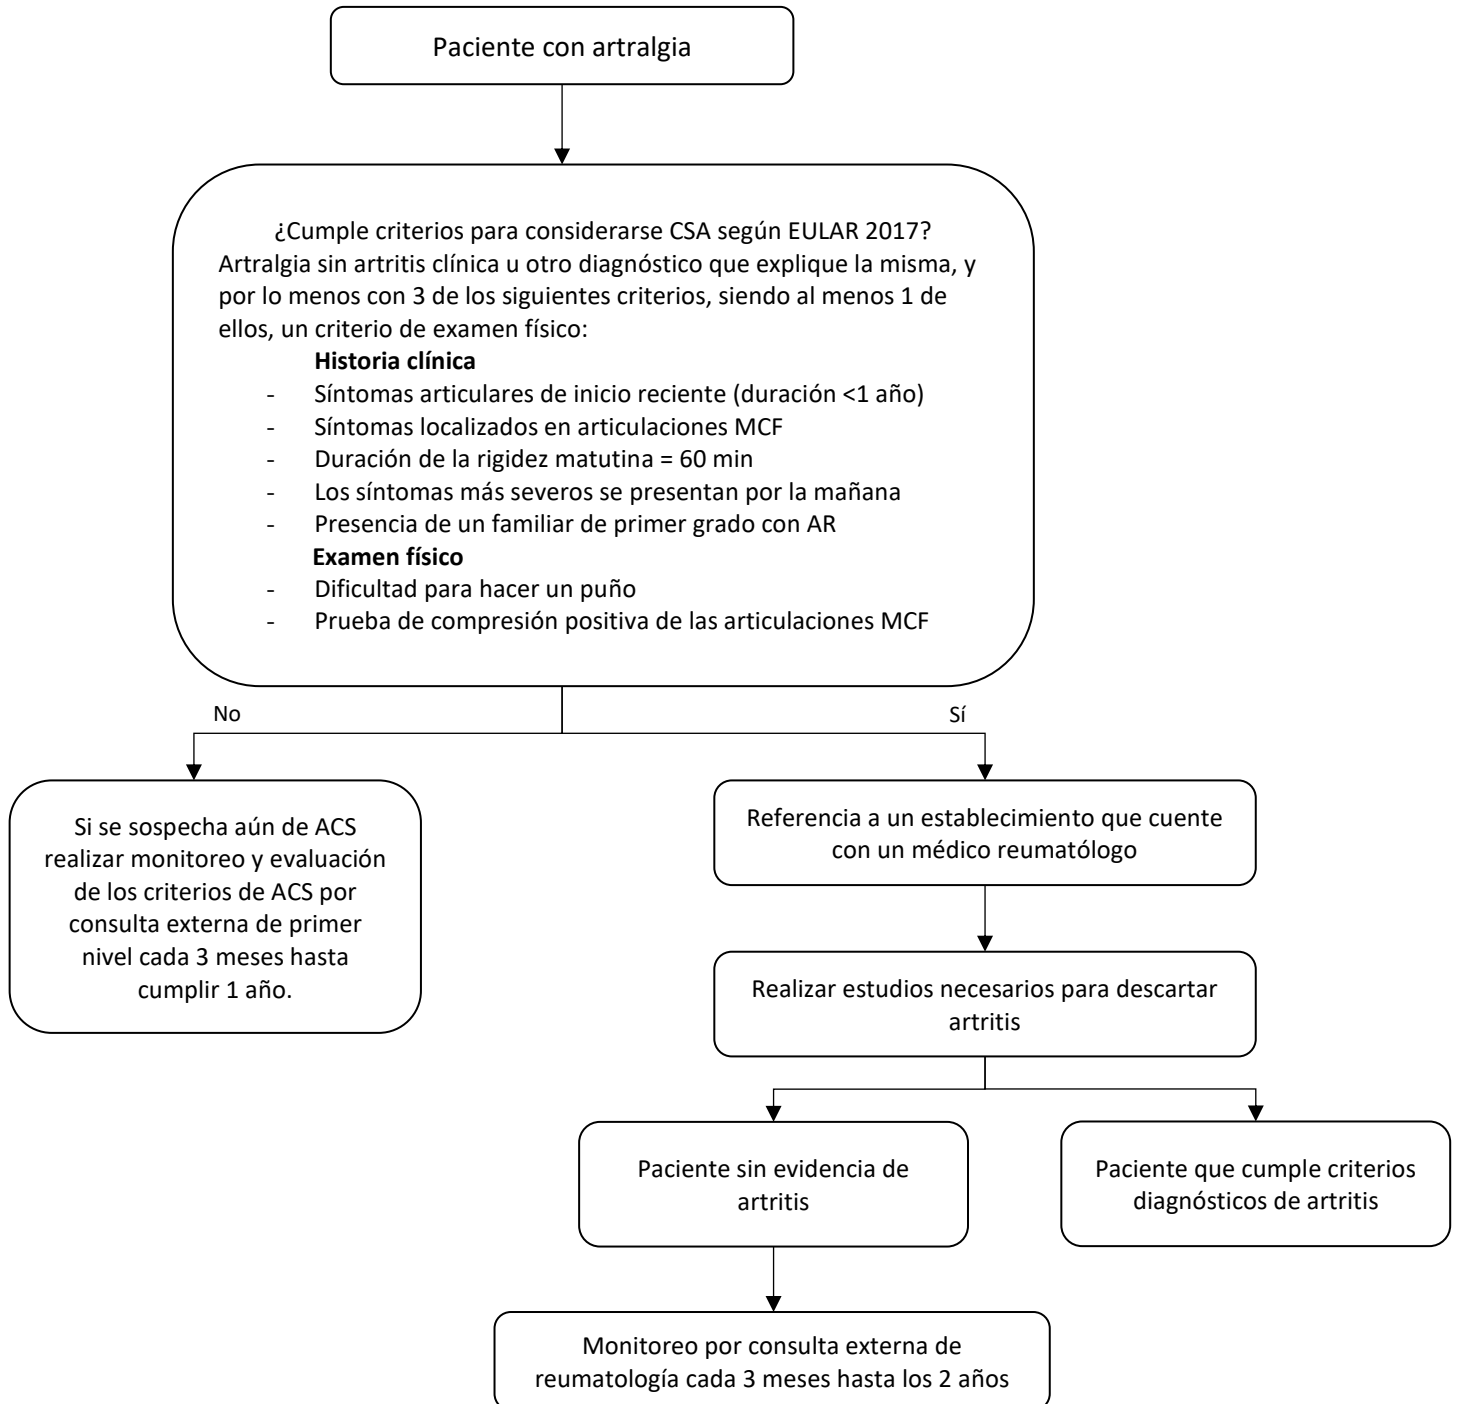 Paciente con artralgia
¿Cumple criterios para considerarse CSA según EULAR 2017?
Artralgia sin artritis clínica u otro diagnóstico que explique la misma, y
por lo menos con 3 de los siguientes criterios, siendo al menos 1 de
ellos, un criterio de examen físico:
Historia clínica
- Síntomas articulares de inicio reciente (duración <1 año)
- Síntomas localizados en articulaciones MCF
- Duración de la rigidez matutina = 60 min
- Los síntomas más severos se presentan por la mañana
- Presencia de un familiar de primer grado con AR
Examen físico
- Dificultad para hacer un puño
- Prueba de compresión positiva de las articulaciones MCF
No
Sí
Si se sospecha aún de ACS
realizar monitoreo y evaluación
de los criterios de ACS por
consulta externa de primer
nivel cada 3 meses hasta
cumplir 1 año.
Referencia a un establecimiento que cuente
con un médico reumatólogo
Realizar estudios necesarios para descartar
artritis
Paciente sin evidencia de
artritis
Paciente que cumple criterios
diagnósticos de artritis
Monitoreo por consulta externa de
reumatología cada 3 meses hasta los 2 años